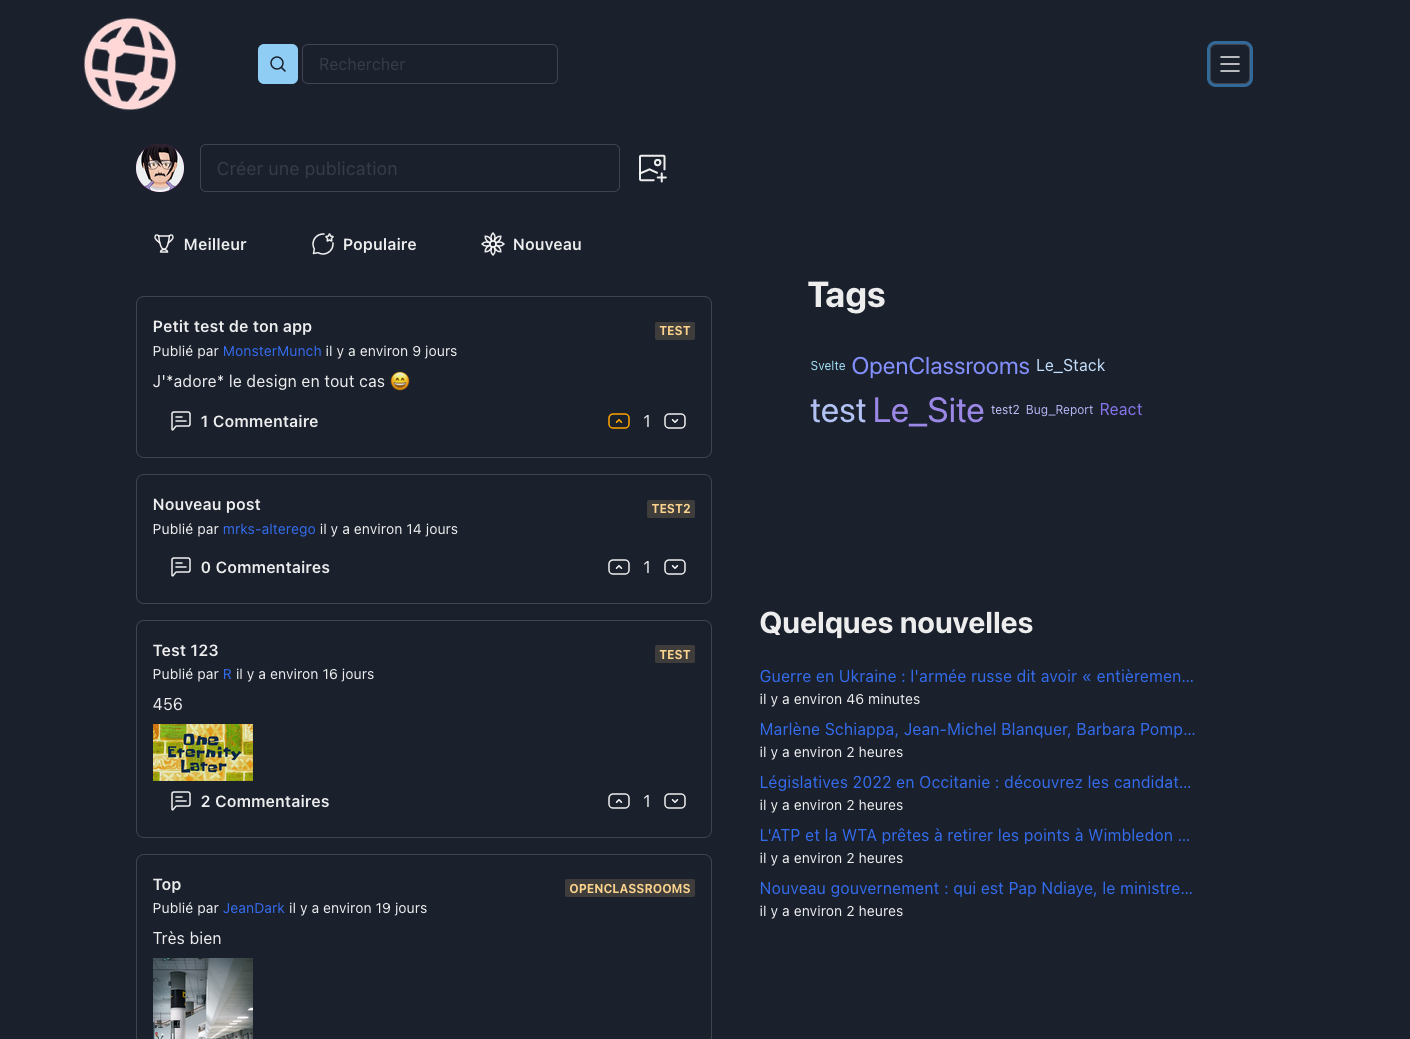 Rechercher
Créer une publication
Meilleur
Populaire
Nouveau
Petit test de ton app
TEST
Publié par MonsterMunch il y a environ 9 jours
J'*adore* le design en tout cas 😄
1 Commentaire
1
Nouveau post
TEST2
Publié par mrks-alterego il y a environ 14 jours
0 Commentaires
1
Test 123
TEST
Publié par R il y a environ 16 jours
456
One
Eternity
Later
2 Commentaires
1
Top
OPENCLASSROOMS
Publié par JeanDark il y a environ 19 jours
Très bien
Tags
Svelte OpenClassrooms Le_Stack
test Le_Site test2 Bug_Report React
Quelques nouvelles
Guerre en Ukraine : l'armée russe dit avoir « entièremen...
il y a environ 46 minutes
Marlène Schiappa, Jean-Michel Blanquer, Barbara Pomp...
il y a environ 2 heures
Législatives 2022 en Occitanie : découvrez les candidat...
il y a environ 2 heures
L'ATP et la WTA prêtes à retirer les points à Wimbledon ...
il y a environ 2 heures
Nouveau gouvernement : qui est Pap Ndiaye, le ministre...
il y a environ 2 heures